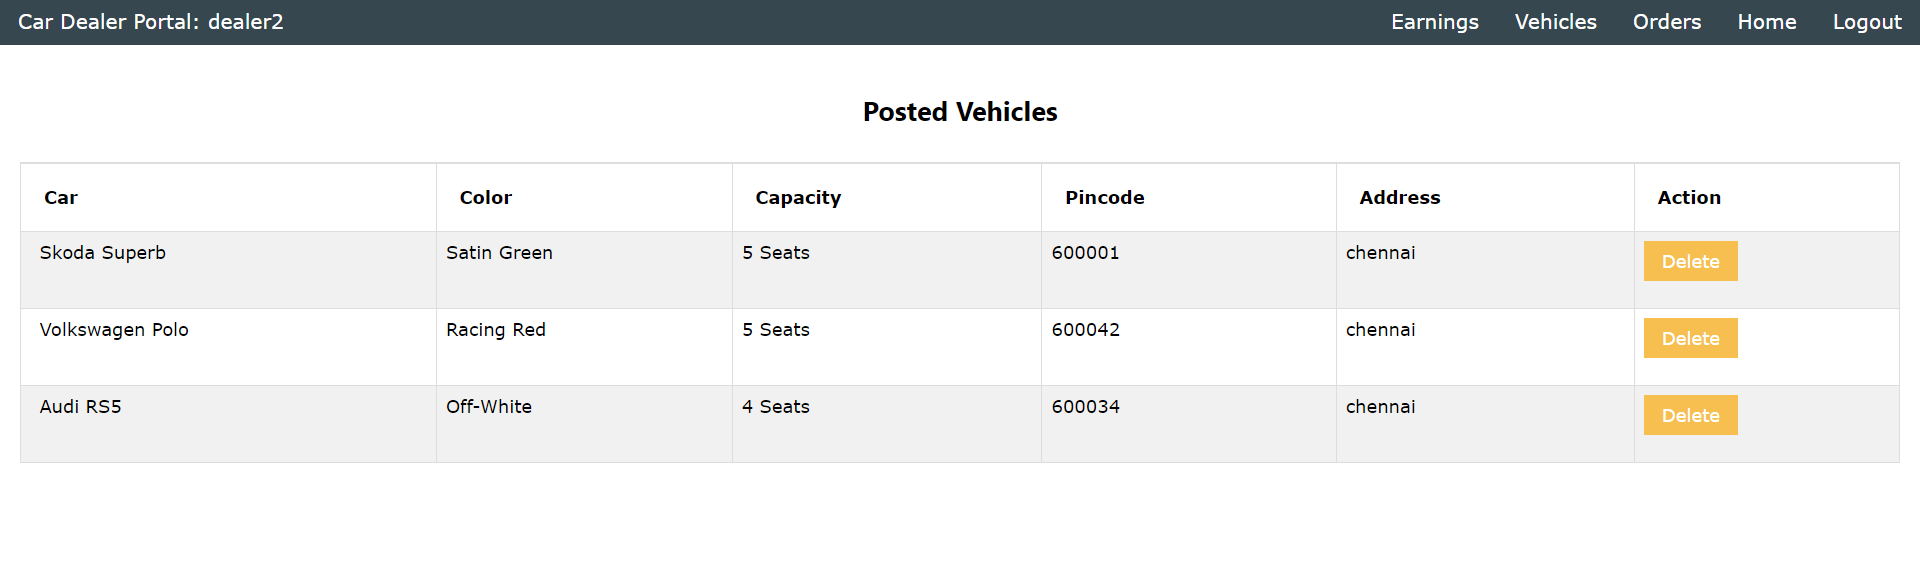 Car Dealer Portal: dealer2 Earnings Vehicles Orders Home Logout
Posted Vehicles
Car Color Capacity Pincode Address Action
Skoda Superb Satin Green 5 Seats 600001 chennai Delete
Volkswagen Polo Racing Red 5 Seats 600042 chennai Delete
Audi RS5 Off-White 4 Seats 600034 chennai Delete